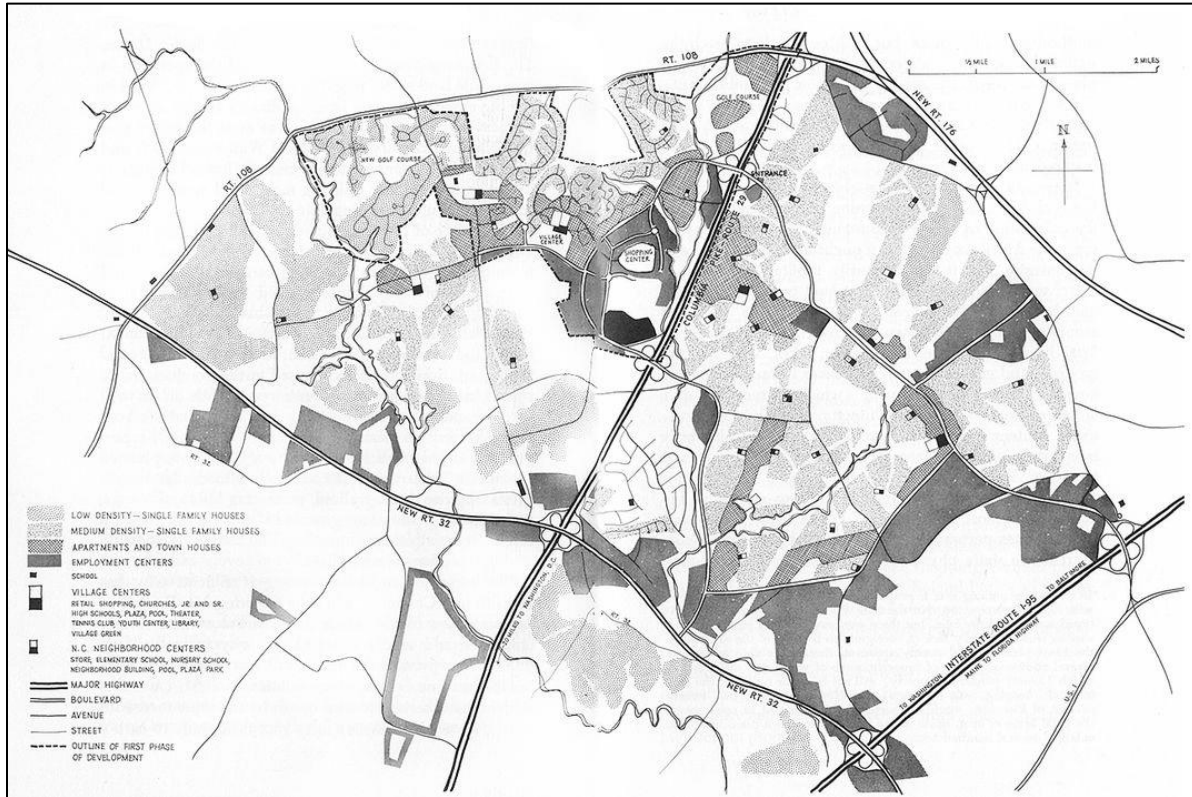 RT. 108
0 ½ MILE 1 MILE 2 MILES
GOLF COURSE
NEW RT. 176
N
NEW GOLF COURSE
RT. 108
ENTRANCE
VILLAGE
CENTER
SHOPPING
CENTER
COLUMBIA PIKE ROUTE 29
RT. 32
NEW RT. 32
20 MILES TO WASHINGTON, D.C.
RT. 32
NEW RT. 32
TO WASHINGTON INTERSTATE ROUTE I-95 TO BALTIMORE
MAINE TO FLORIDA HIGHWAY
U.S. 1
LOW DENSITY—SINGLE FAMILY HOUSES
MEDIUM DENSITY—SINGLE FAMILY HOUSES
APARTMENTS AND TOWN HOUSES
EMPLOYMENT CENTERS
SCHOOL
VILLAGE CENTERS
RETAIL SHOPPING, CHURCHES, JR. AND SR.
HIGH SCHOOLS, PLAZA, POOL, THEATER,
TENNIS CLUB, YOUTH CENTER, LIBRARY,
VILLAGE GREEN
N.C. NEIGHBORHOOD CENTERS
STORE, ELEMENTARY SCHOOL, NURSERY SCHOOL,
NEIGHBORHOOD BUILDING, POOL, PLAZA, PARK
MAJOR HIGHWAY
BOULEVARD
AVENUE
STREET
OUTLINE OF FIRST PHASE
OF DEVELOPMENT